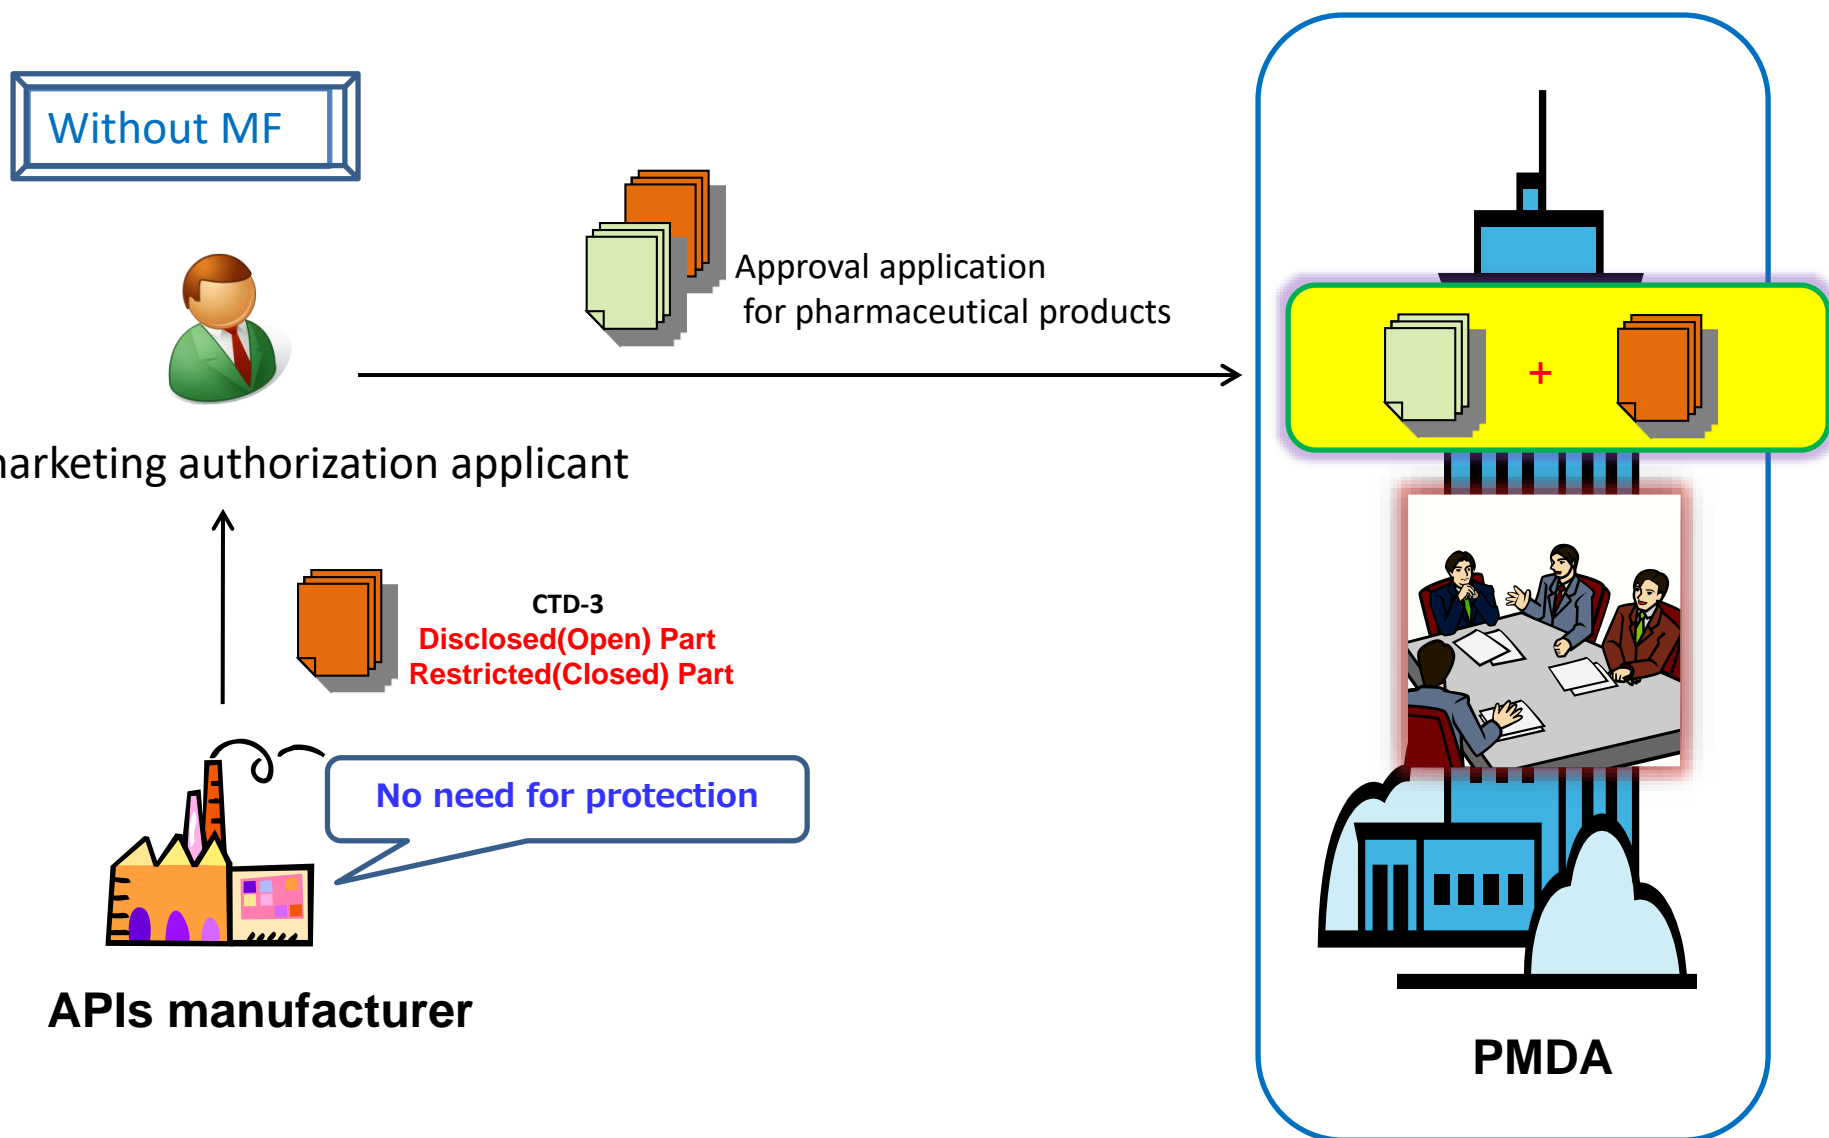 Without MF
Approval application
for pharmaceutical products
+
marketing authorization applicant
CTD-3
Disclosed(Open) Part
Restricted(Closed) Part
No need for protection
APIs manufacturer
PMDA